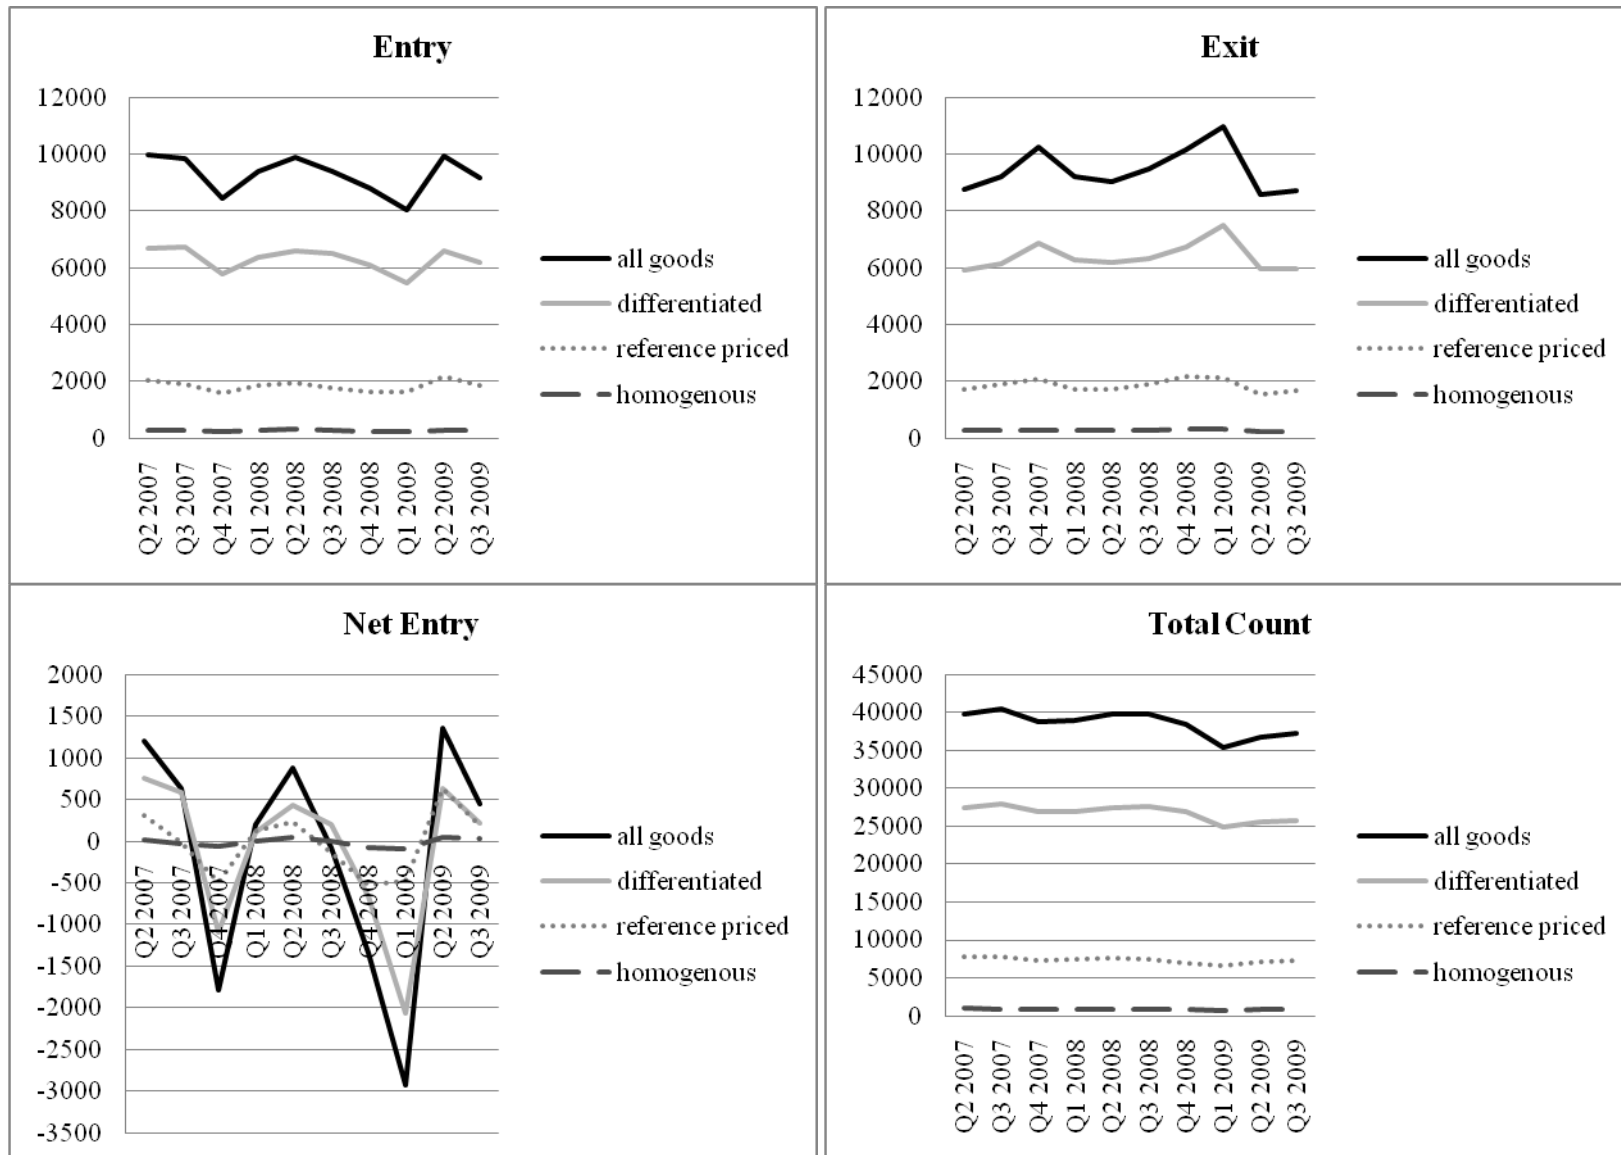 Entry
12000
10000
8000
6000
4000
2000
0
Q2 2007
Q3 2007
Q4 2007
Q1 2008
Q2 2008
Q3 2008
Q4 2008
Q1 2009
Q2 2009
Q3 2009
all goods
differentiated
reference priced
homogenous
Exit
12000
10000
8000
6000
4000
2000
0
Q2 2007
Q3 2007
Q4 2007
Q1 2008
Q2 2008
Q3 2008
Q4 2008
Q1 2009
Q2 2009
Q3 2009
all goods
differentiated
reference priced
homogenous
Net Entry
2000
1500
1000
500
0
-500
-1000
-1500
-2000
-2500
-3000
-3500
Q2 2007
Q3 2007
Q4 2007
Q1 2008
Q2 2008
Q3 2008
Q4 2008
Q1 2009
Q2 2009
Q3 2009
all goods
differentiated
reference priced
homogenous
Total Count
45000
40000
35000
30000
25000
20000
15000
10000
5000
0
Q2 2007
Q3 2007
Q4 2007
Q1 2008
Q2 2008
Q3 2008
Q4 2008
Q1 2009
Q2 2009
Q3 2009
all goods
differentiated
reference priced
homogenous